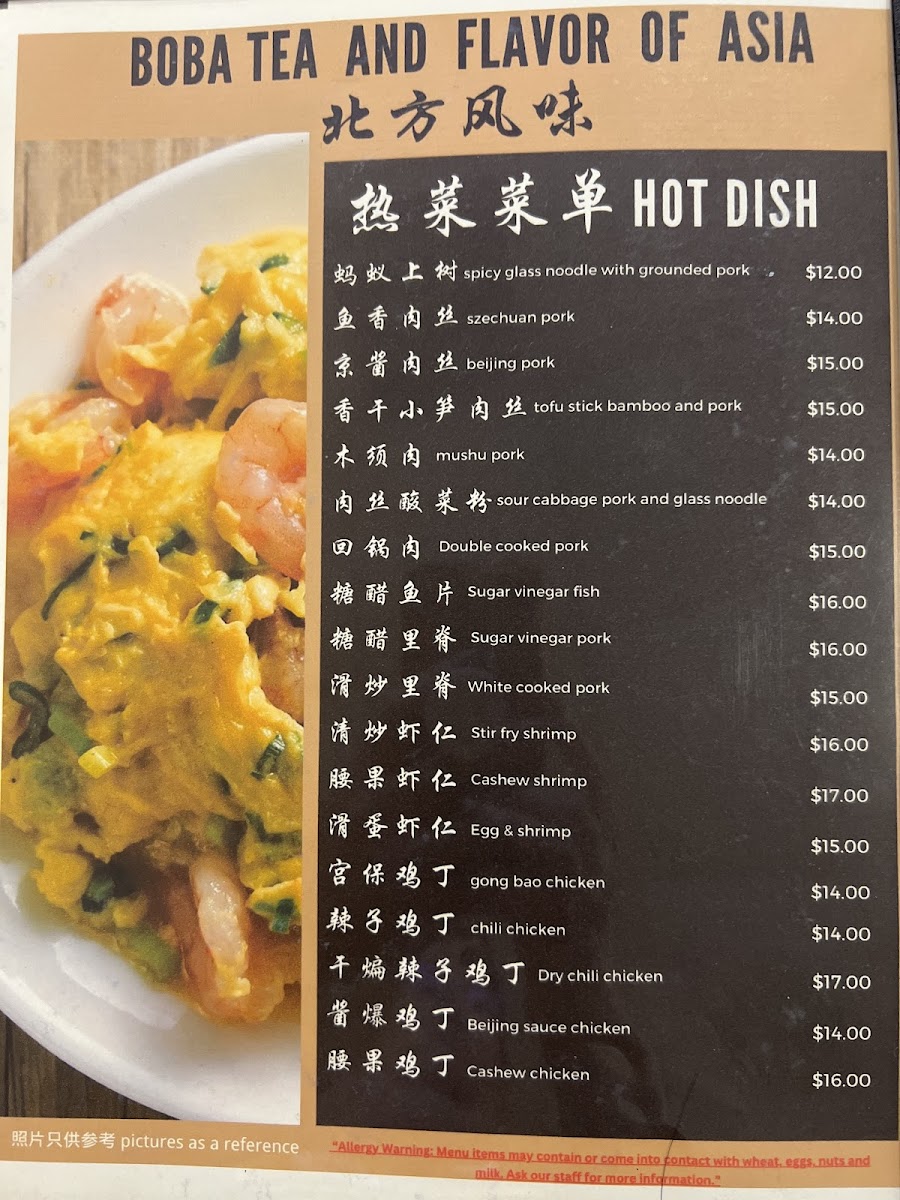 BOBA TEA AND FLAVOR OF ASIA
北方风味
热菜菜单 HOT DISH
蚂蚁上树 spicy glass noodle with grounded pork $12.00
鱼香肉丝 szechuan pork $14.00
京酱肉丝 beijing pork $15.00
香干小笋肉丝 tofu stick bamboo and pork $15.00
木须肉 mushu pork $14.00
肉丝酸菜粉 sour cabbage pork and glass noodle $14.00
回锅肉 Double cooked pork $15.00
糖醋鱼片 Sugar vinegar fish $16.00
糖醋里脊 Sugar vinegar pork $16.00
滑炒里脊 White cooked pork $15.00
清炒虾仁 Stir fry shrimp $16.00
腰果虾仁 Cashew shrimp $17.00
滑蛋虾仁 Egg & shrimp $15.00
宫保鸡丁 gong bao chicken $14.00
辣子鸡丁 chili chicken $14.00
干煸辣子鸡丁 Dry chili chicken $17.00
酱爆鸡丁 Beijing sauce chicken $14.00
腰果鸡丁 Cashew chicken $16.00
照片只供参考 pictures as a reference
"Allergy Warning: Menu items may contain or come into contact with wheat, eggs, nuts and
milk. Ask our staff for more information."